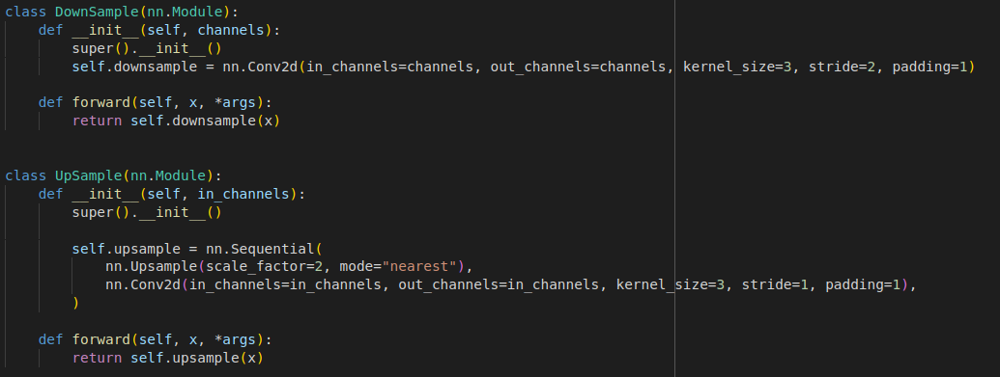 class DownSample(nn.Module):
    def __init__(self, channels):
        super().__init__()
        self.downsample = nn.Conv2d(in_channels=channels, out_channels=channels, kernel_size=3, stride=2, padding=1)

    def forward(self, x, *args):
        return self.downsample(x)


class UpSample(nn.Module):
    def __init__(self, in_channels):
        super().__init__()

        self.upsample = nn.Sequential(
            nn.Upsample(scale_factor=2, mode="nearest"),
            nn.Conv2d(in_channels=in_channels, out_channels=in_channels, kernel_size=3, stride=1, padding=1),
        )

    def forward(self, x, *args):
        return self.upsample(x)